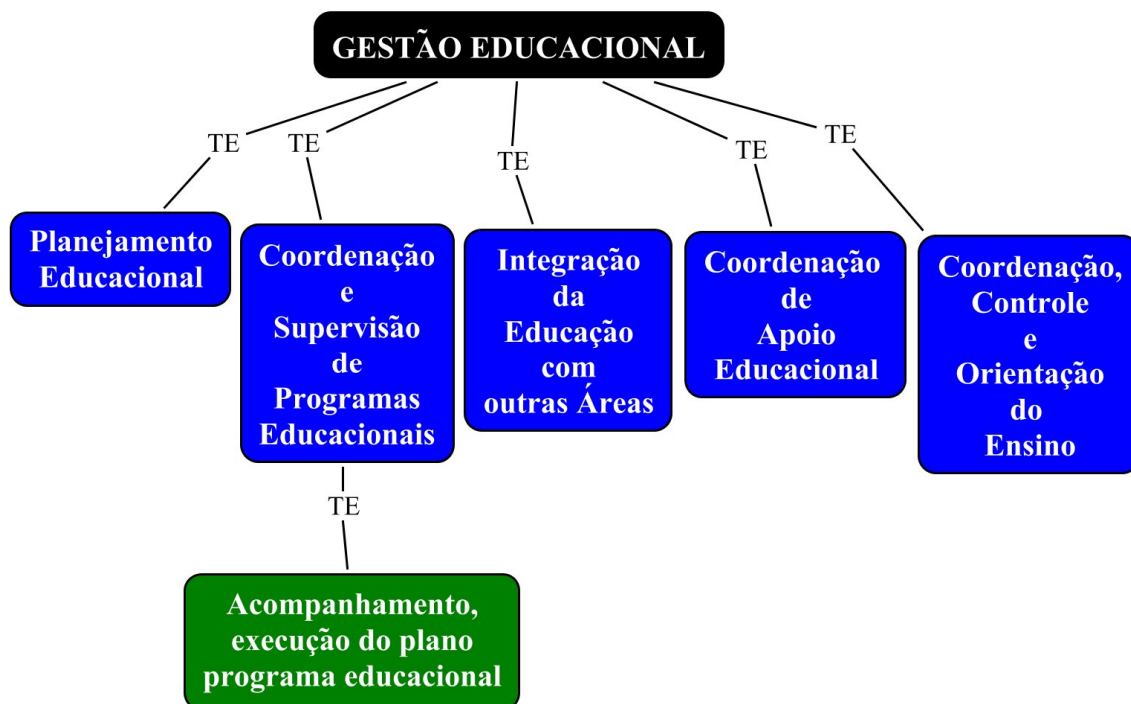 GESTÃO EDUCACIONAL
TE
TE
TE
TE
TE
Planejamento
Educacional
Coordenação
e
Supervisão
de
Programas
Educacionais
Integração
da
Educação
com
outras Áreas
Coordenação
de
Apoio
Educacional
Coordenação,
Controle
e
Orientação
do
Ensino
TE
Acompanhamento,
execução do plano
programa educacional